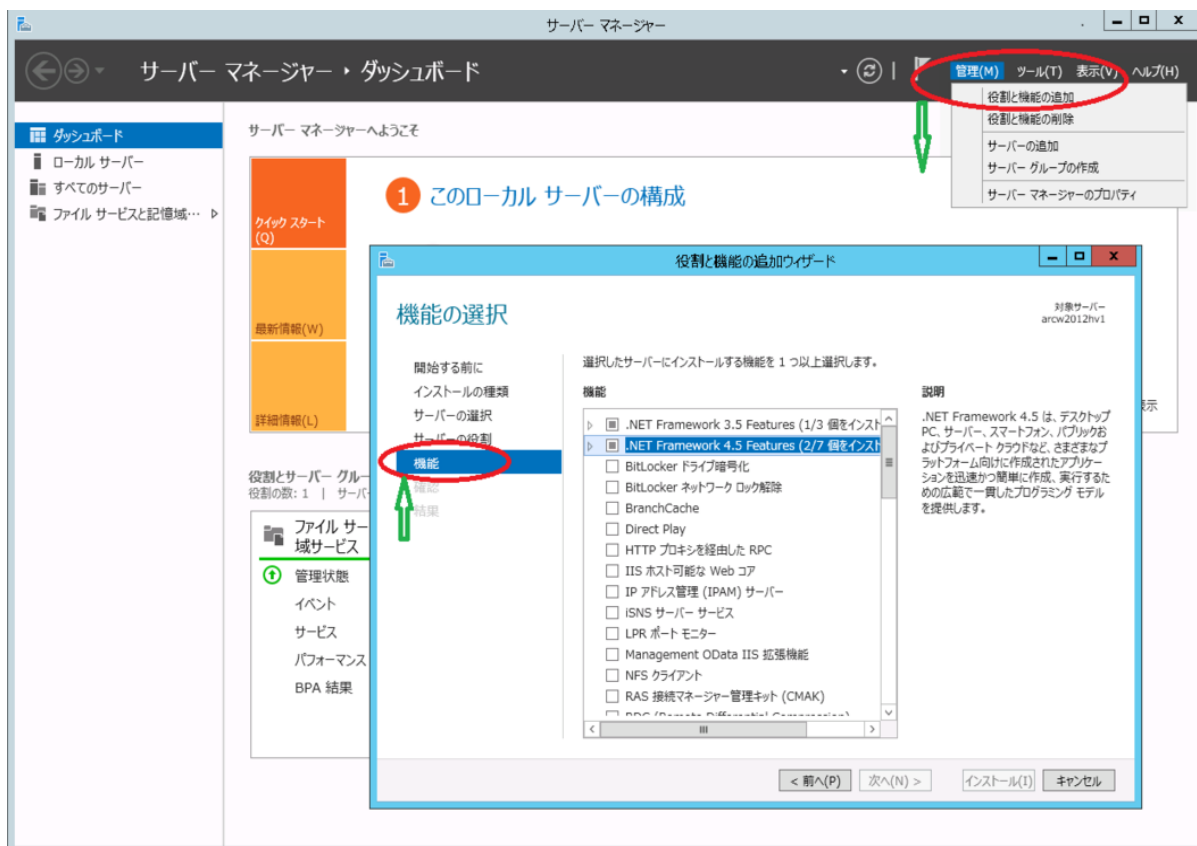 サーバー マネージャー
サーバー マネージャー ・ ダッシュボード
管理(M) ツール(T) 表示(V) ヘルプ(H)
役割と機能の追加
役割と機能の削除
サーバーの追加
サーバー グループの作成
サーバー マネージャーのプロパティ
ダッシュボード
ローカル サーバー
すべてのサーバー
ファイル サービスと記憶域…
サーバー マネージャーへようこそ
クイック スタート
(Q)
最新情報(W)
詳細情報(L)
1 このローカル サーバーの構成
表示
役割とサーバー グルー
役割の数: 1 | サーバ
ファイル サー
域サービス
管理状態
イベント
サービス
パフォーマンス
BPA 結果
役割と機能の追加ウィザード
機能の選択
対象サーバー
arcw2012hv1
開始する前に
インストールの種類
サーバーの選択
サーバーの役割
機能
確認
結果
選択したサーバーにインストールする機能を 1 つ以上選択します。
機能
.NET Framework 3.5 Features (1/3 個をインスト
.NET Framework 4.5 Features (2/7 個をインスト
BitLocker ドライブ暗号化
BitLocker ネットワーク ロック解除
BranchCache
Direct Play
HTTP プロキシを経由した RPC
IIS ホスト可能な Web コア
IP アドレス管理 (IPAM) サーバー
iSNS サーバー サービス
LPR ポート モニター
Management OData IIS 拡張機能
NFS クライアント
RAS 接続マネージャー管理キット (CMAK)
RDC (Remote Differential Compression)
説明
.NET Framework 4.5 は、デスクトップ
PC、サーバー、スマートフォン、パブリックお
よびプライベート クラウドなど、さまざまなプ
ラットフォーム向けに作成されたアプリケー
ションを迅速かつ簡単に作成、実行するた
めの広範で一貫したプログラミング モデル
を提供します。
< 前へ(P) 次へ(N) > インストール(I) キャンセル